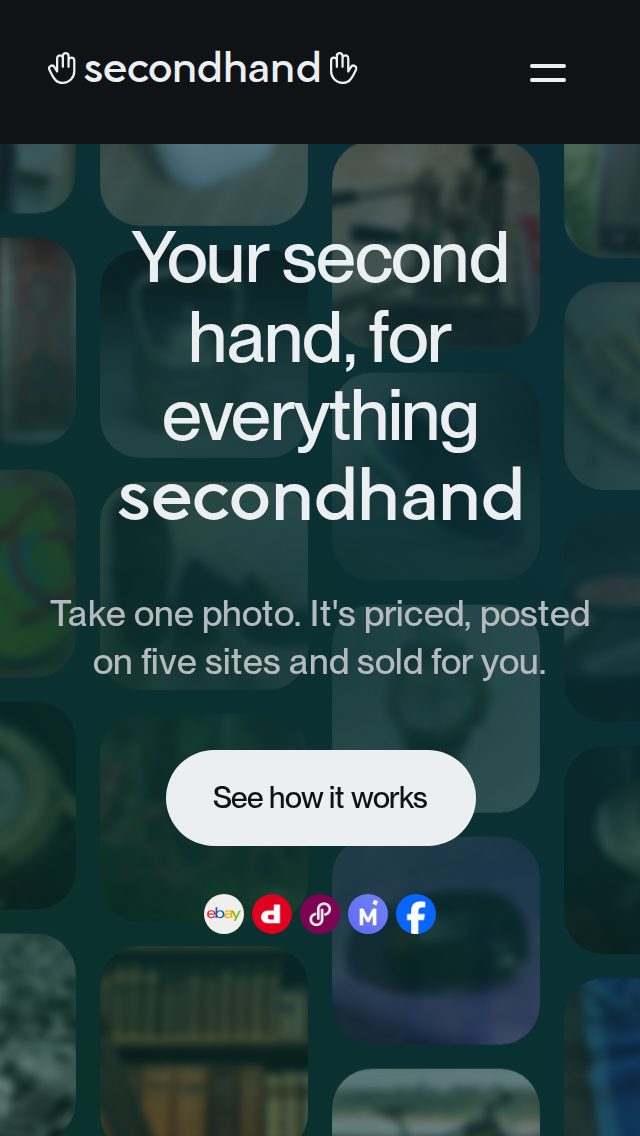 secondhand
Your second
hand, for
everything
secondhand
Take one photo. It's priced, posted
on five sites and sold for you.
See how it works
ebay